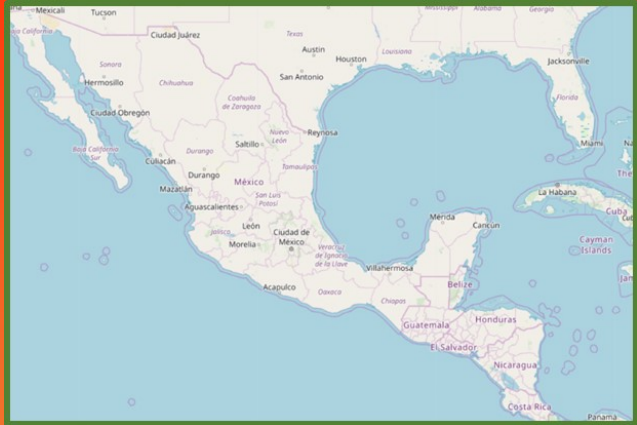 Mexicali
Tucson
Mississippi
Alabama
Georgia
Ciudad Juárez
Texas
Austin
Louisiana
Houston
Jacksonville
Sonora
San Antonio
Hermosillo
Chihuahua
Florida
Coahuila
de Zaragoza
Ciudad Obregón
Nuevo
León
Reynosa
Saltillo
Miami
Baja California
Sur
Durango
Culiacán
Tamaulipas
Durango
México
The
Mazatlán
San Luis
Potosí
La Habana
Aguascalientes
Cuba
Mérida
León
Cancún
Jalisco
Ciudad de
México
Morelia
Veracruz
de Ignacio
de la Llave
Cayman
Islands
Villahermosa
Acapulco
Oaxaca
Belize
Chiapas
Guatemala
Honduras
El Salvador
Nicaragua
Costa Rica
Panama